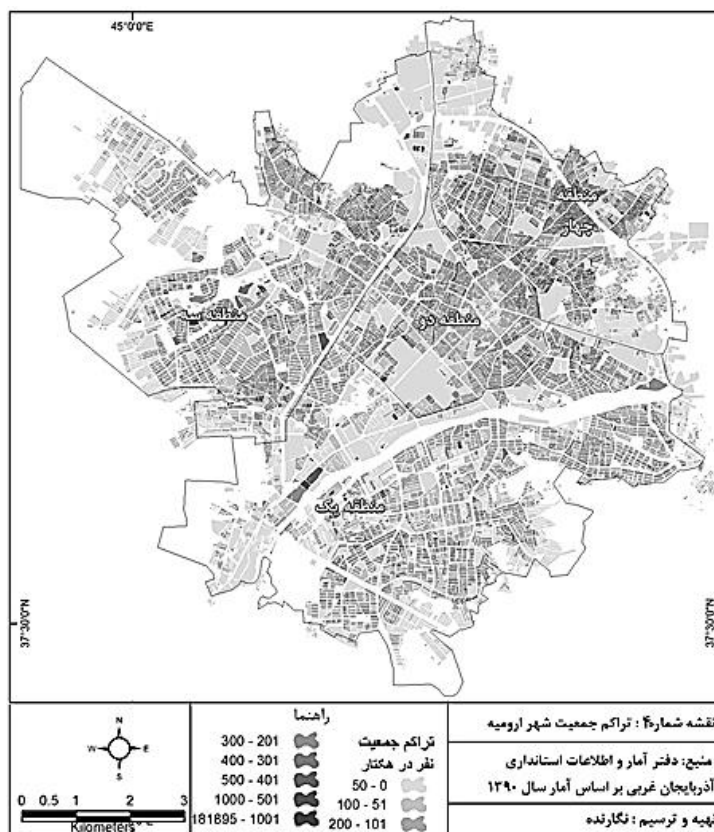 45°0'0"E
منطقه
چهار
منطقه سه
منطقه دو
منطقه یک
37°30'0"N
37°30'0"N
N
W E
S
0 0.5 1 2 3
Kilometers
راهنما
تراکم جمعیت
نفر در هکتار
0 - 50
51 - 100
101 - 200
201 - 300
301 - 400
401 - 500
501 - 1000
1001 - 181895
نقشه شماره۴ : تراکم جمعیت شهر ارومیه
منبع: دفتر آمار و اطلاعات استانداری
آذربایجان غربی بر اساس آمار سال ۱۳۹۰
تهیه و ترسیم : نگارنده